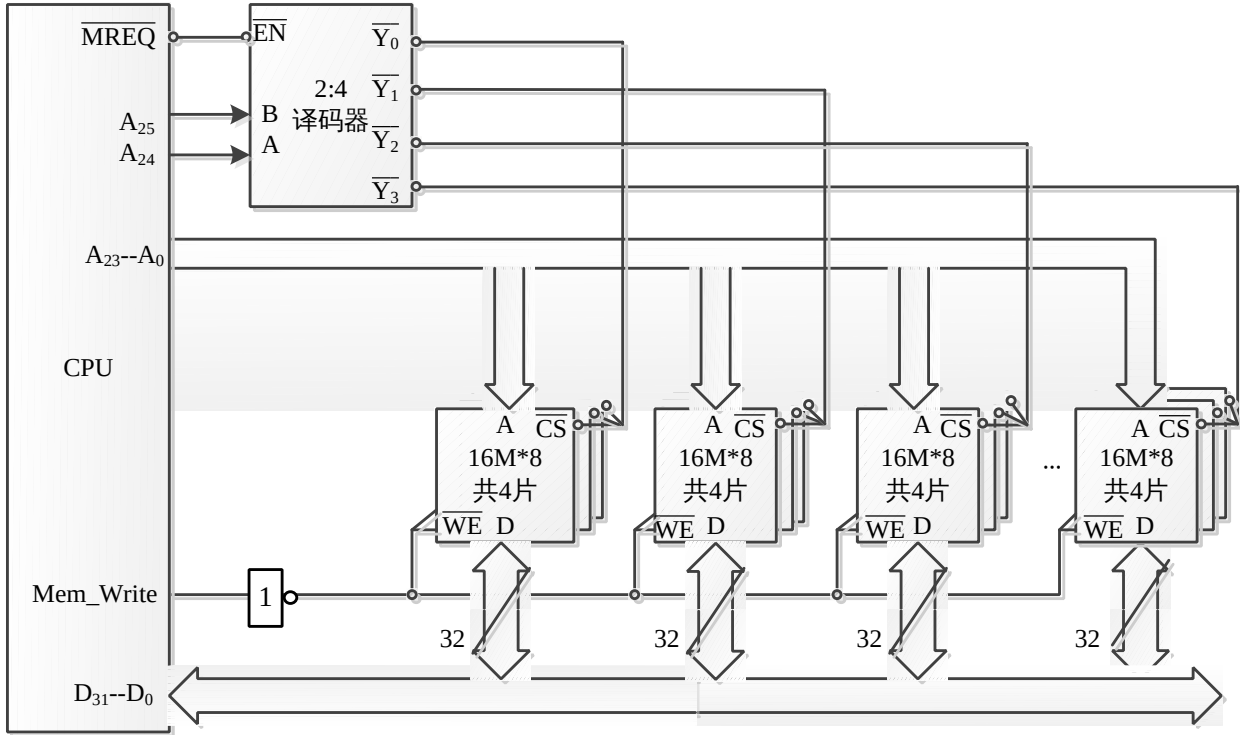 MREQ
EN
Y0
2:4
译码器
Y1
A25
B
A24
A
Y2
Y3
A23--A0
CPU
A CS
16M*8
共4片
WE D
A CS
16M*8
共4片
WE D
A CS
16M*8
共4片
WE D
...
A CS
16M*8
共4片
WE D
Mem_Write
1
32
32
32
32
D31--D0